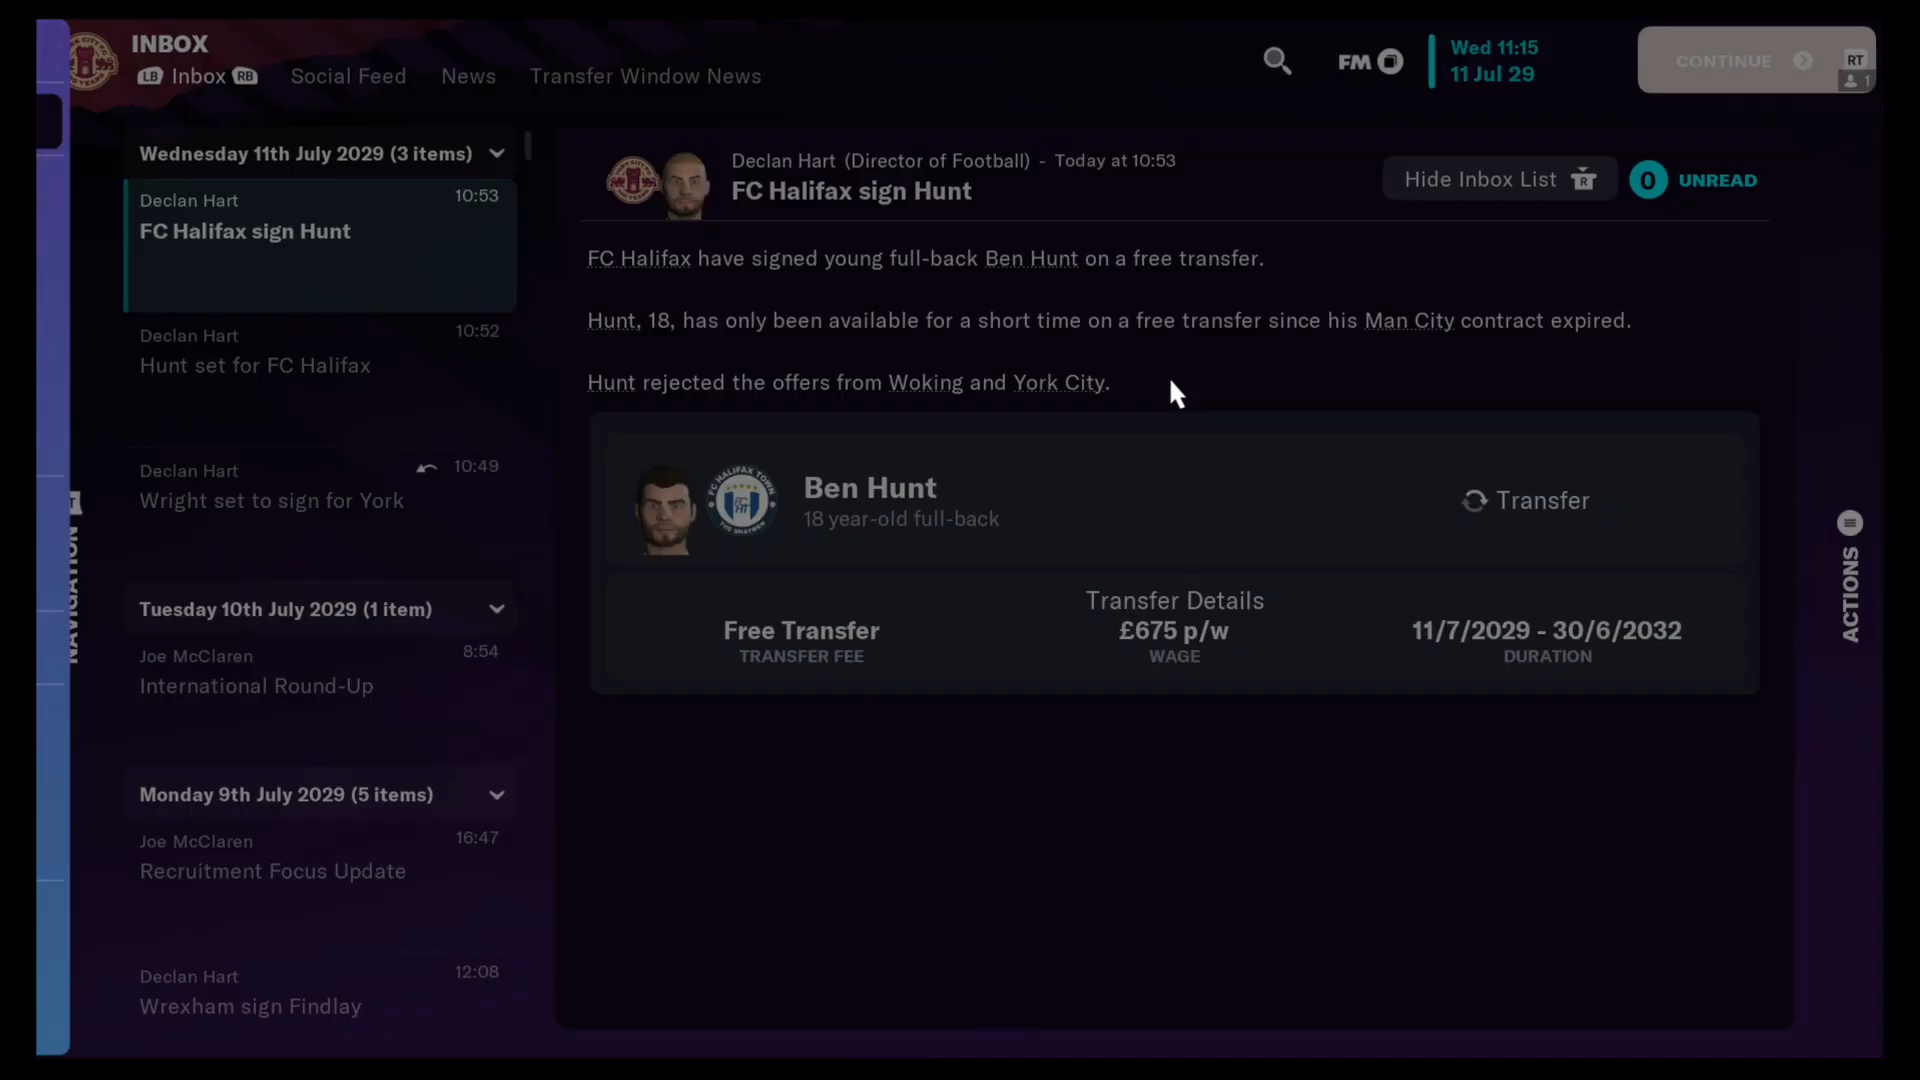 INBOX
LB Inbox RB
Social Feed
News
Transfer Window News
FM
Wed 11:15
11 Jul 29
CONTINUE
RT
1
Wednesday 11th July 2029 (3 items)
Declan Hart
10:53
FC Halifax sign Hunt
Declan Hart
10:52
Hunt set for FC Halifax
Declan Hart
10:49
Wright set to sign for York
Tuesday 10th July 2029 (1 item)
Joe McClaren
8:54
International Round-Up
Monday 9th July 2029 (5 items)
Joe McClaren
16:47
Recruitment Focus Update
Declan Hart
12:08
Wrexham sign Findlay
Declan Hart (Director of Football) - Today at 10:53
FC Halifax sign Hunt
Hide Inbox List
R
0
UNREAD
FC Halifax have signed young full-back Ben Hunt on a free transfer.
Hunt, 18, has only been available for a short time on a free transfer since his Man City contract expired.
Hunt rejected the offers from Woking and York City.
FC HALIFAX TOWN
THE SHAYMEN
Ben Hunt
18 year-old full-back
Transfer
Transfer Details
Free Transfer
TRANSFER FEE
£675 p/w
WAGE
11/7/2029 - 30/6/2032
DURATION
NAVIGATION
ACTIONS